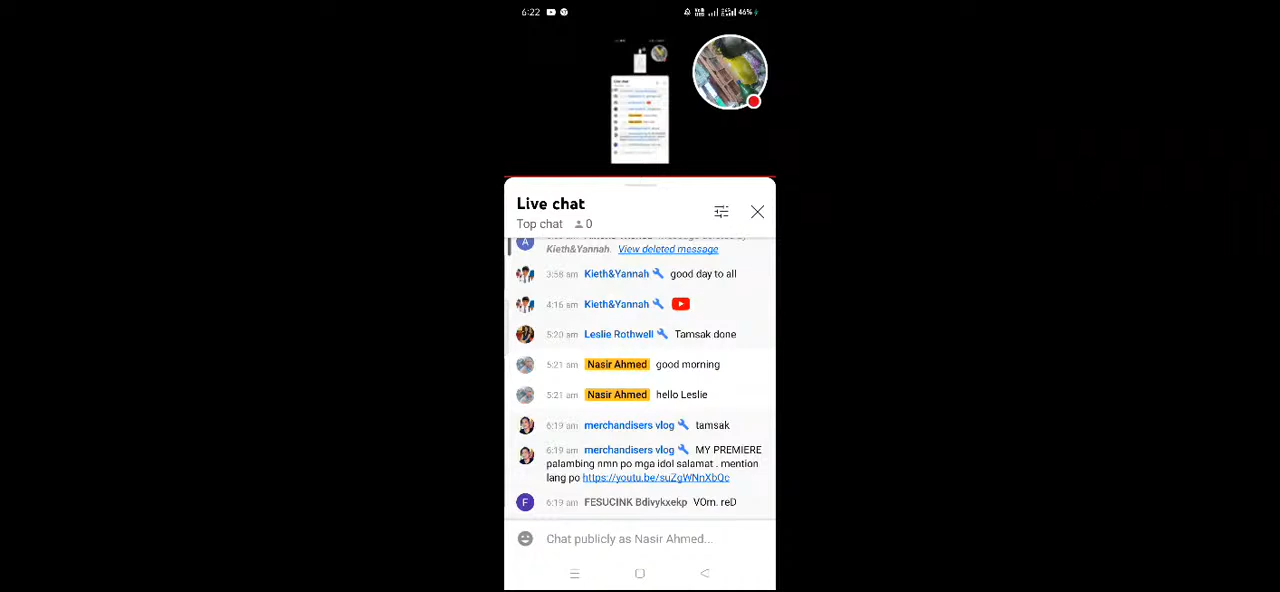 6:22
46%
Live chat
Top chat 0
Kieth&Yannah. View deleted message
3:58 am Kieth&Yannah good day to all
4:16 am Kieth&Yannah
5:20 am Leslie Rothwell Tamsak done
5:21 am Nasir Ahmed good morning
5:21 am Nasir Ahmed hello Leslie
6:19 am merchandisers vlog tamsak
6:19 am merchandisers vlog MY PREMIERE
palambing nmn po mga idol salamat . mention
lang po https://youtu.be/suZgWNnXbQc
F 6:19 am FESUCINK Bdivykxekp VOm. reD
Chat publicly as Nasir Ahmed...